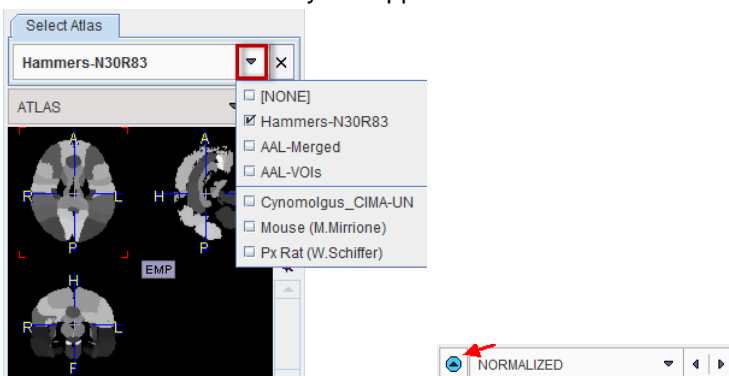 Select Atlas
Hammers-N30R83
[NONE]
Hammers-N30R83
AAL-Merged
AAL-VOIs
Cynomolgus_CIMA-UN
Mouse (M.Mirrione)
Px Rat (W.Schiffer)
ATLAS
A
A
R
L
H
P
P
EMP
H
R
L
F
NORMALIZED